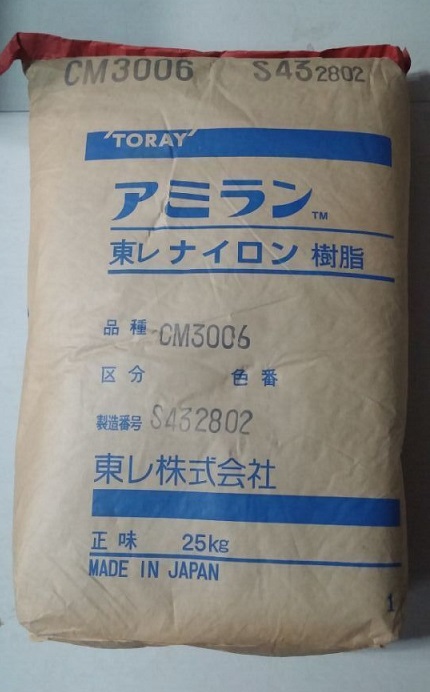 CM3006 S432802
'TORAY'
アミラン™
東レ ナイロン 樹脂
品種 CM3006
区分 色番
製造番号 S432802
東レ株式会社
正味 25kg
MADE IN JAPAN
1